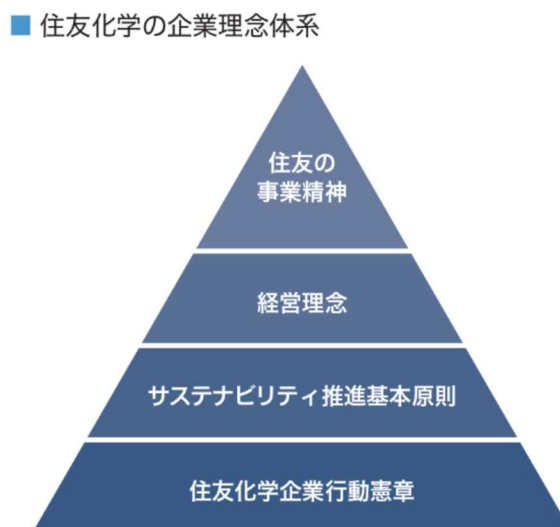 住友化学の企業理念体系
住友の
事業精神
経営理念
サステナビリティ推進基本原則
住友化学企業行動憲章